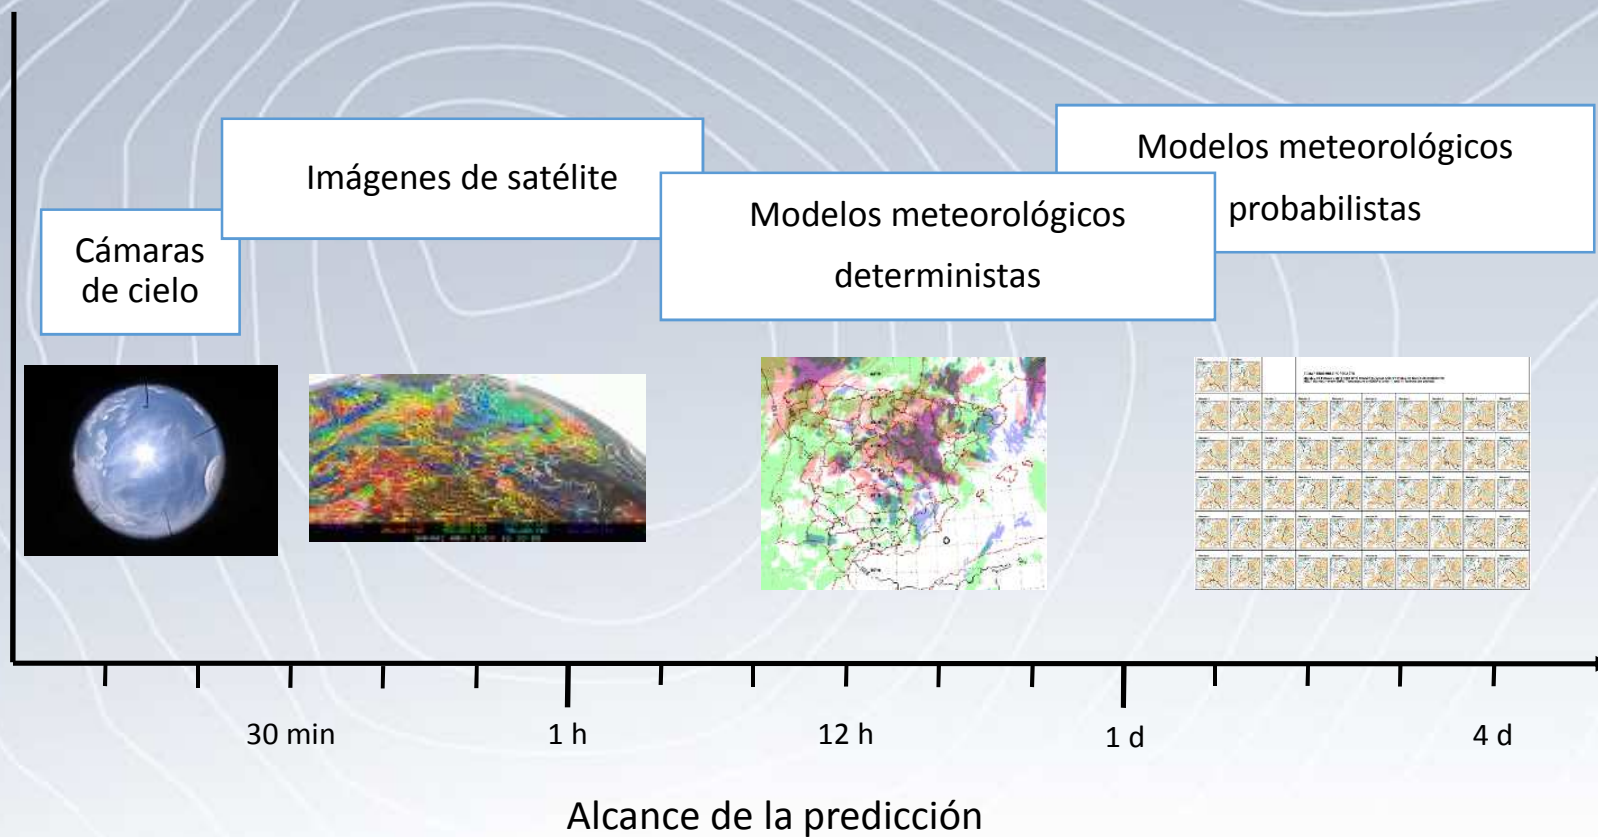 Cámaras
de cielo
Imágenes de satélite
Modelos meteorológicos
deterministas
Modelos meteorológicos
probabilistas
30 min
1 h
12 h
1 d
4 d
Alcance de la predicción